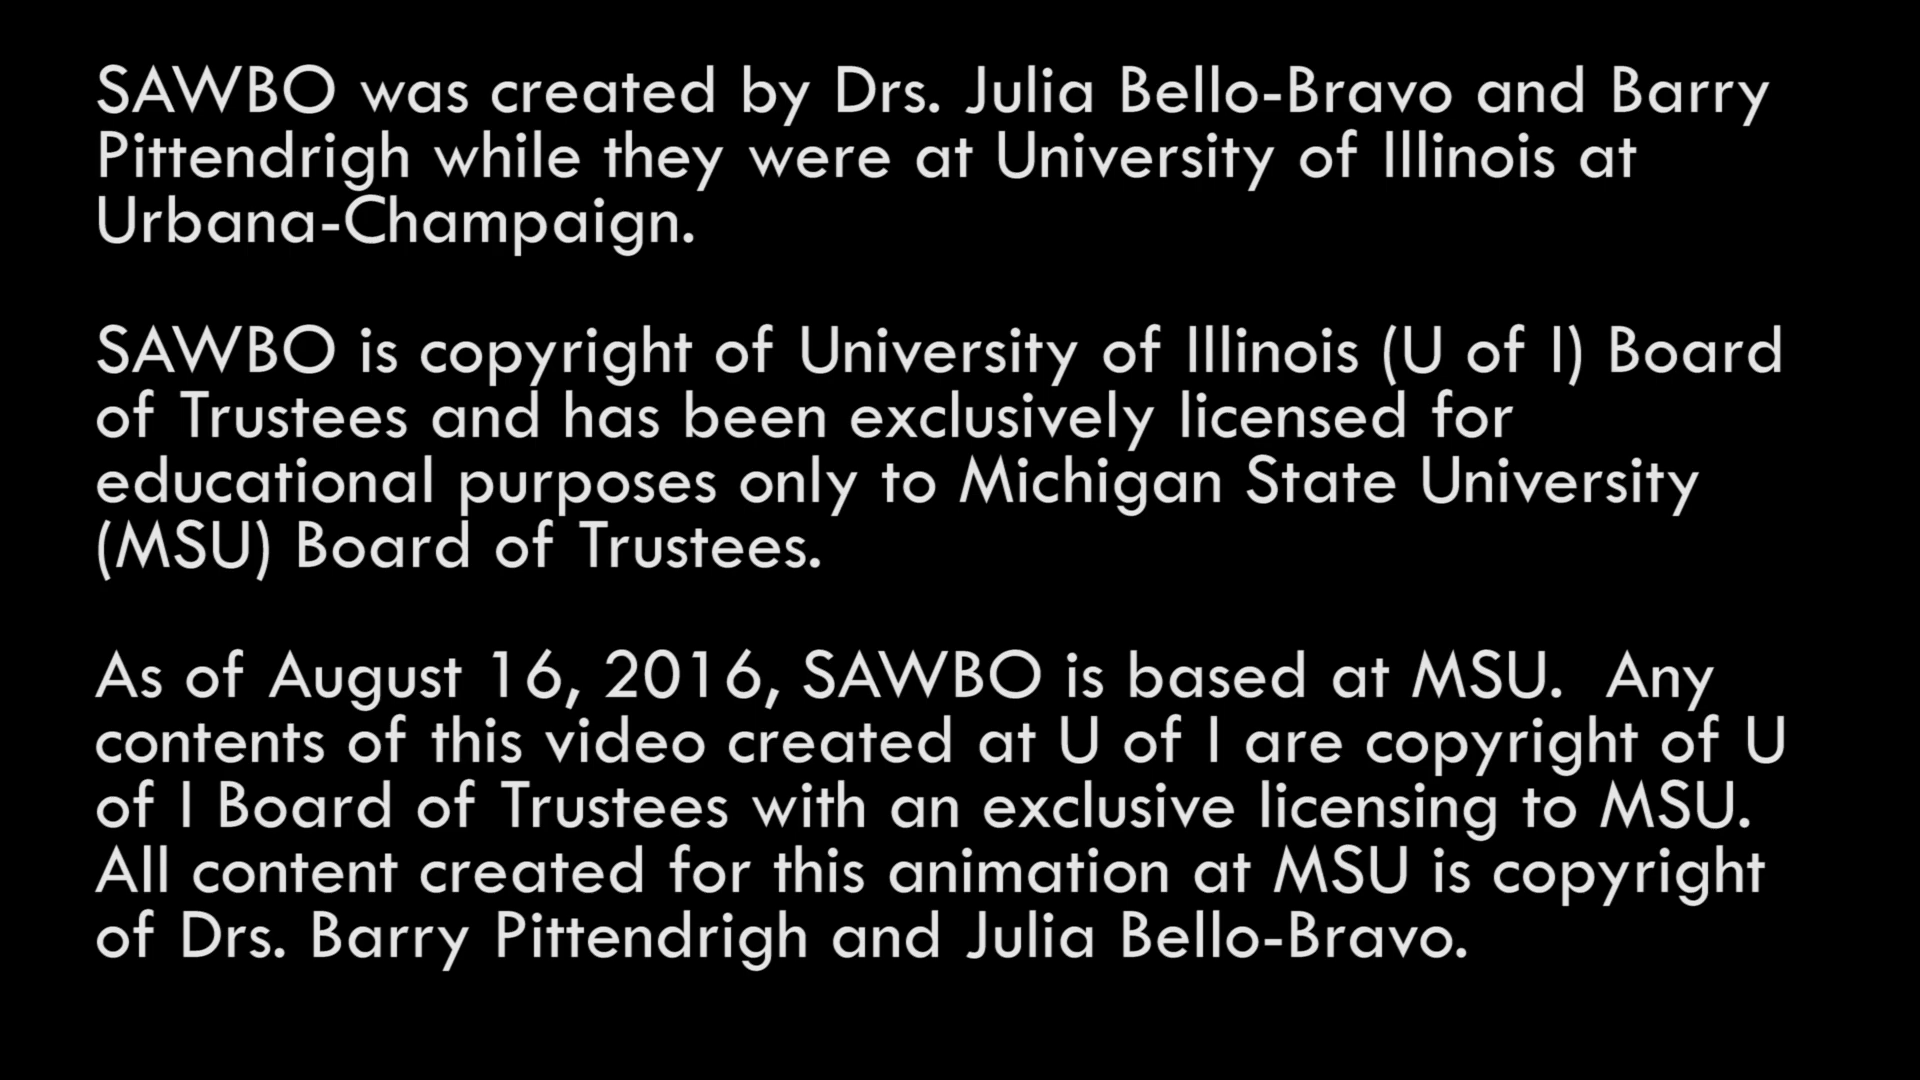 SAWBO was created by Drs. Julia Bello-Bravo and Barry
Pittendrigh while they were at University of Illinois at
Urbana-Champaign.
SAWBO is copyright of University of Illinois (U of I) Board
of Trustees and has been exclusively licensed for
educational purposes only to Michigan State University
(MSU) Board of Trustees.
As of August 16, 2016, SAWBO is based at MSU.  Any
contents of this video created at U of I are copyright of U
of I Board of Trustees with an exclusive licensing to MSU.
All content created for this animation at MSU is copyright
of Drs. Barry Pittendrigh and Julia Bello-Bravo.